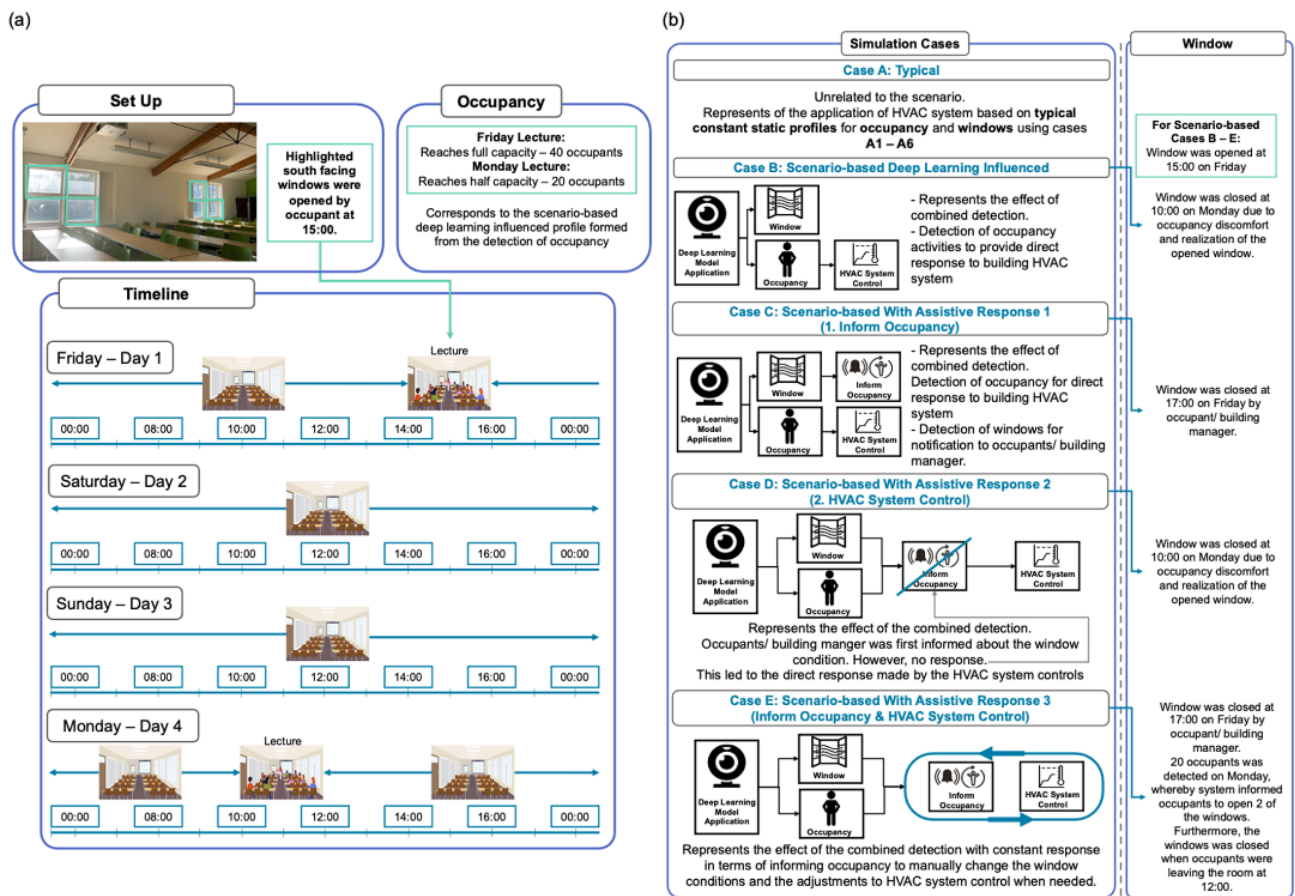 (a)
Set Up
Highlighted
south facing
windows were
opened by
occupant at
15:00.
Occupancy
Friday Lecture:
Reaches full capacity – 40 occupants
Monday Lecture:
Reaches half capacity – 20 occupants
Corresponds to the scenario-based
deep learning influenced profile formed
from the detection of occupancy
Timeline
Friday – Day 1
Lecture
00:00 08:00 10:00 12:00 14:00 16:00 00:00
Saturday – Day 2
00:00 08:00 10:00 12:00 14:00 16:00 00:00
Sunday – Day 3
00:00 08:00 10:00 12:00 14:00 16:00 00:00
Monday – Day 4
Lecture
00:00 08:00 10:00 12:00 14:00 16:00 00:00
(b)
Simulation Cases
Case A: Typical
Unrelated to the scenario.
Represents of the application of HVAC system based on typical
constant static profiles for occupancy and windows using cases
A1 – A6
Case B: Scenario-based Deep Learning Influenced
Deep Learning
Model
Application
Window
Occupancy
HVAC System
Control
- Represents the effect of
combined detection.
- Detection of occupancy
activities to provide direct
response to building HVAC
system
Case C: Scenario-based With Assistive Response 1
(1. Inform Occupancy)
Deep Learning
Model
Application
Window
Inform
Occupancy
Occupancy
HVAC System
Control
- Represents the effect of
combined detection.
Detection of occupancy for direct
response to building HVAC
system
- Detection of windows for
notification to occupants/ building
manager.
Case D: Scenario-based With Assistive Response 2
(2. HVAC System Control)
Deep Learning
Model
Application
Window
Occupancy
Inform
Occupancy
HVAC System
Control
Represents the effect of the combined detection.
Occupants/ building manger was first informed about the window
condition. However, no response.
This led to the direct response made by the HVAC system controls
Case E: Scenario-based With Assistive Response 3
(Inform Occupancy & HVAC System Control)
Deep Learning
Model
Application
Window
Occupancy
Inform
Occupancy
HVAC System
Control
Represents the effect of the combined detection with constant response
in terms of informing occupancy to manually change the window
conditions and the adjustments to HVAC system control when needed.
Window
For Scenario-based
Cases B – E:
Window was opened at
15:00 on Friday
Window was closed at
10:00 on Monday due to
occupancy discomfort
and realization of the
opened window.
Window was closed at
17:00 on Friday by
occupant/ building
manager.
Window was closed at
10:00 on Monday due to
occupancy discomfort
and realization of the
opened window.
Window was closed at
17:00 on Friday by
occupant/ building
manager.
20 occupants was
detected on Monday,
whereby system informed
occupants to open 2 of
the windows.
Furthermore, the
windows was closed
when occupants were
leaving the room at
12:00.